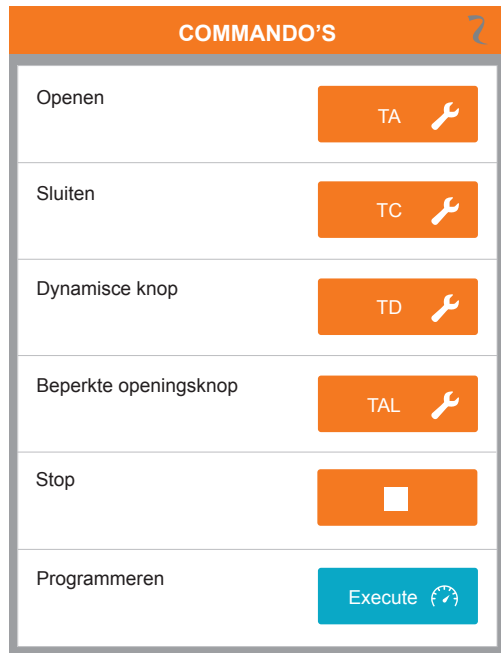 COMMANDO’S
Openen
TA
Sluiten
TC
Dynamisce knop
TD
Beperkte openingsknop
TAL
Stop
Programmeren
Execute